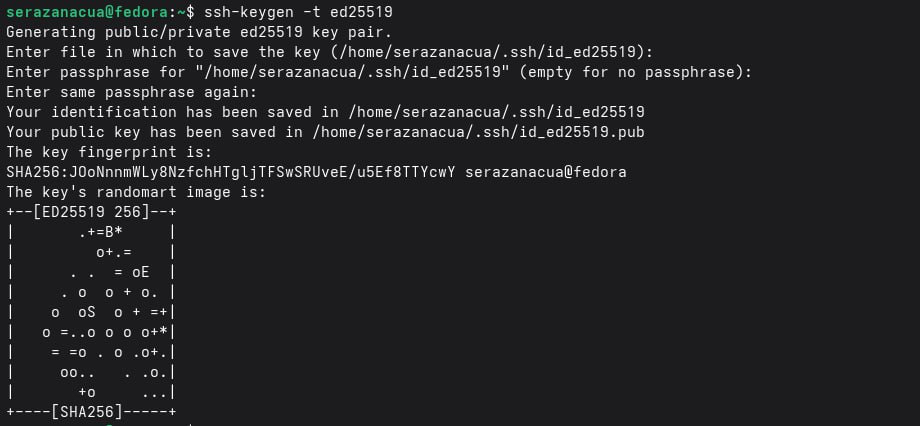 serazanacua@fedora:~$ ssh-keygen -t ed25519
Generating public/private ed25519 key pair.
Enter file in which to save the key (/home/serazanacua/.ssh/id_ed25519):
Enter passphrase for "/home/serazanacua/.ssh/id_ed25519" (empty for no passphrase):
Enter same passphrase again:
Your identification has been saved in /home/serazanacua/.ssh/id_ed25519
Your public key has been saved in /home/serazanacua/.ssh/id_ed25519.pub
The key fingerprint is:
SHA256:JOoNnnmWLy8NzfchHTgljTFSwSRUveE/u5Ef8TTYcwY serazanacua@fedora
The key's randomart image is:
+--[ED25519 256]--+
|       .+=B*     |
|         o+.=    |
|      . .  = oE  |
|     . o  o + o. |
|    o  oS  o + =+|
|   o =..o o o o+*|
|    = =o . o .o+.|
|     oo..   . .o.|
|       +o     ...|
+----[SHA256]-----+